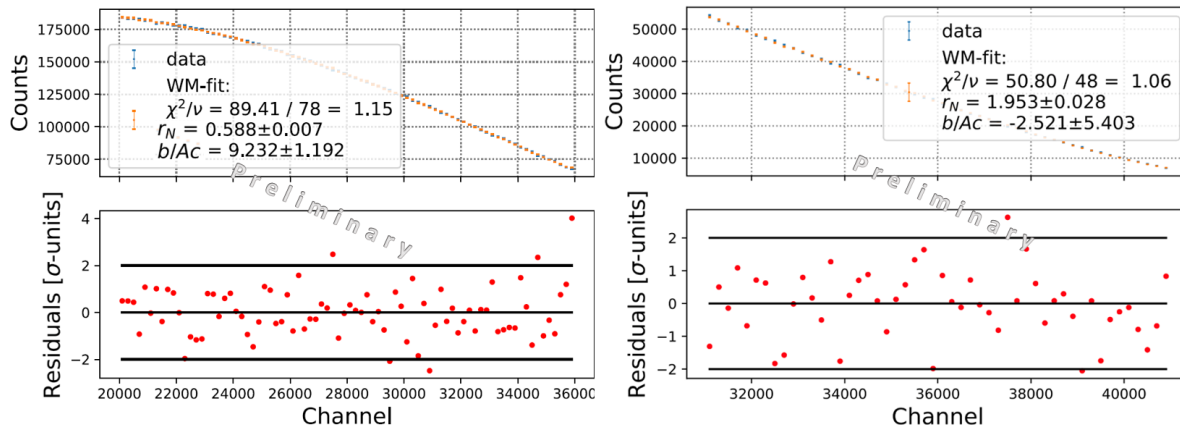 175000
150000
125000
100000
75000
Counts
data
WM-fit:
χ²/ν = 89.41 / 78 = 1.15
r_N = 0.588±0.007
b/Ac = 9.232±1.192
Preliminary
4
2
0
−2
Residuals [σ-units]
20000 22000 24000 26000 28000 30000 32000 34000 36000
Channel
50000
40000
30000
20000
10000
Counts
data
WM-fit:
χ²/ν = 50.80 / 48 = 1.06
r_N = 1.953±0.028
b/Ac = -2.521±5.403
Preliminary
2
0
−2
Residuals [σ-units]
32000 34000 36000 38000 40000
Channel